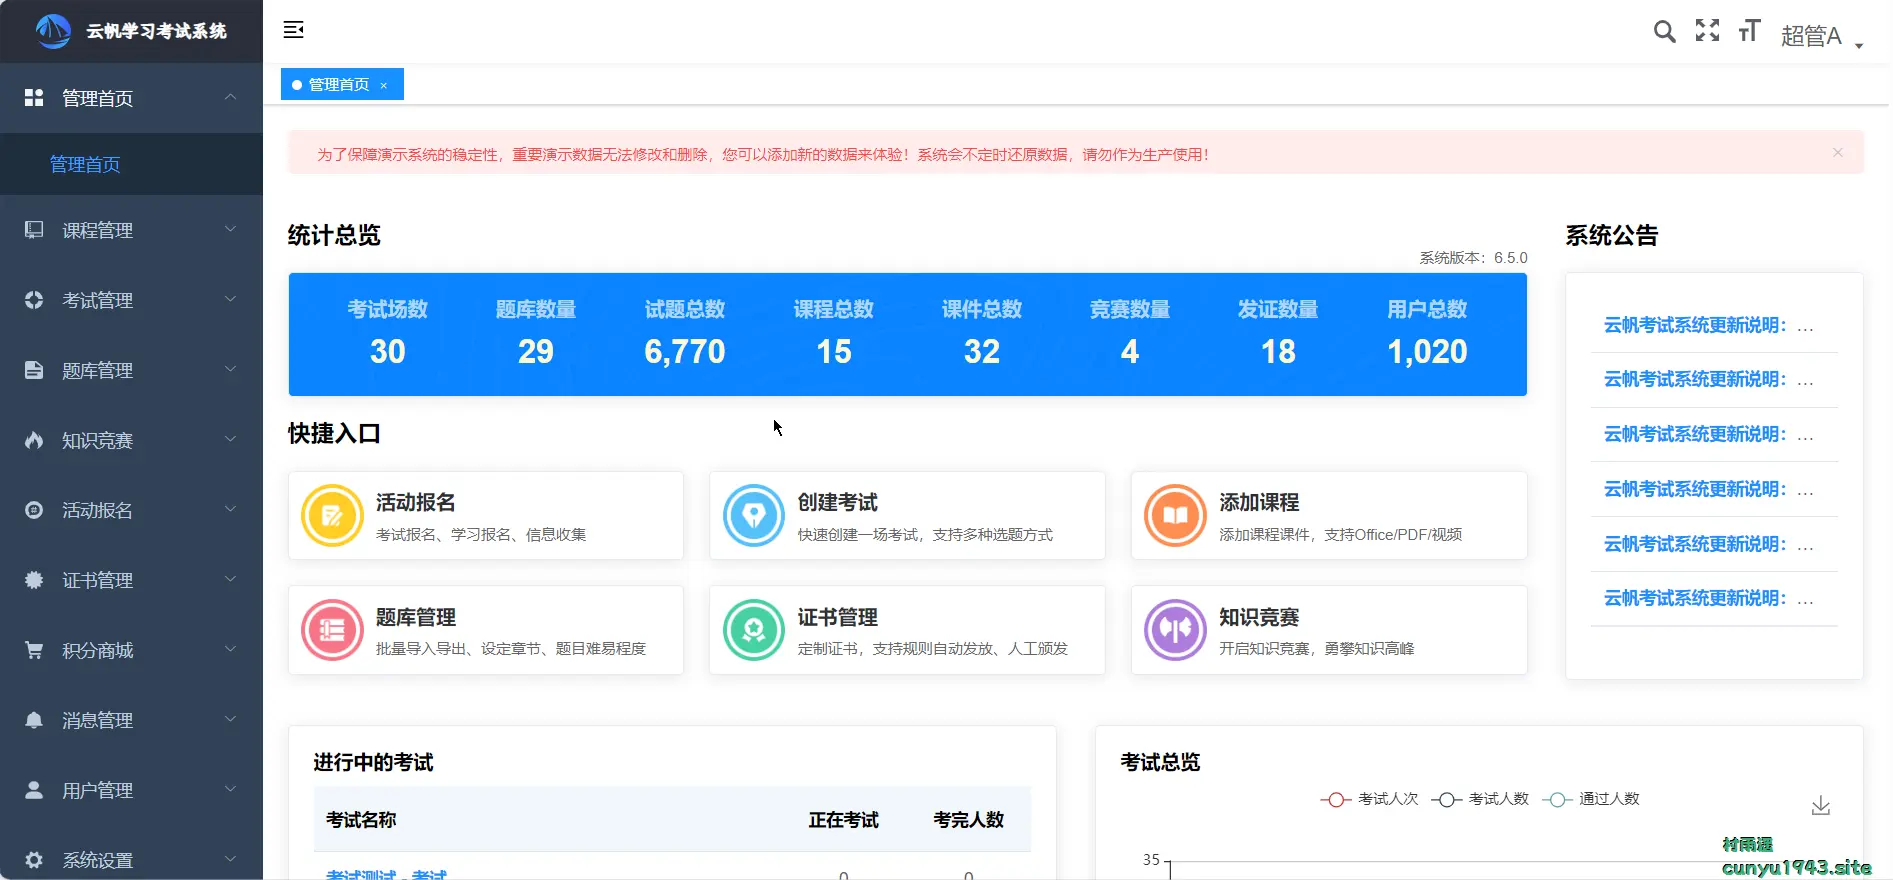 云帆学习考试系统
超管A
管理首页
管理首页
课程管理
考试管理
题库管理
知识竞赛
活动报名
证书管理
积分商城
消息管理
用户管理
系统设置
管理首页 ×
为了保障演示系统的稳定性，重要演示数据无法修改和删除，您可以添加新的数据来体验！系统会不定时还原数据，请勿作为生产使用！
统计总览
系统版本：6.5.0
考试场数 题库数量 试题总数 课程总数 课件总数 竞赛数量 发证数量 用户总数
30 29 6,770 15 32 4 18 1,020
快捷入口
活动报名
考试报名、学习报名、信息收集
创建考试
快速创建一场考试，支持多种选题方式
添加课程
添加课程课件，支持Office/PDF/视频
题库管理
批量导入导出、设定章节、题目难易程度
证书管理
定制证书，支持规则自动发放、人工颁发
知识竞赛
开启知识竞赛，勇攀知识高峰
系统公告
云帆考试系统更新说明：...
云帆考试系统更新说明：...
云帆考试系统更新说明：...
云帆考试系统更新说明：...
云帆考试系统更新说明：...
云帆考试系统更新说明：...
进行中的考试
考试名称 正在考试 考完人数
考试测试 - 考试 0 0
考试总览
考试人次 考试人数 通过人数
35
村雨遥
cunyu1943.site